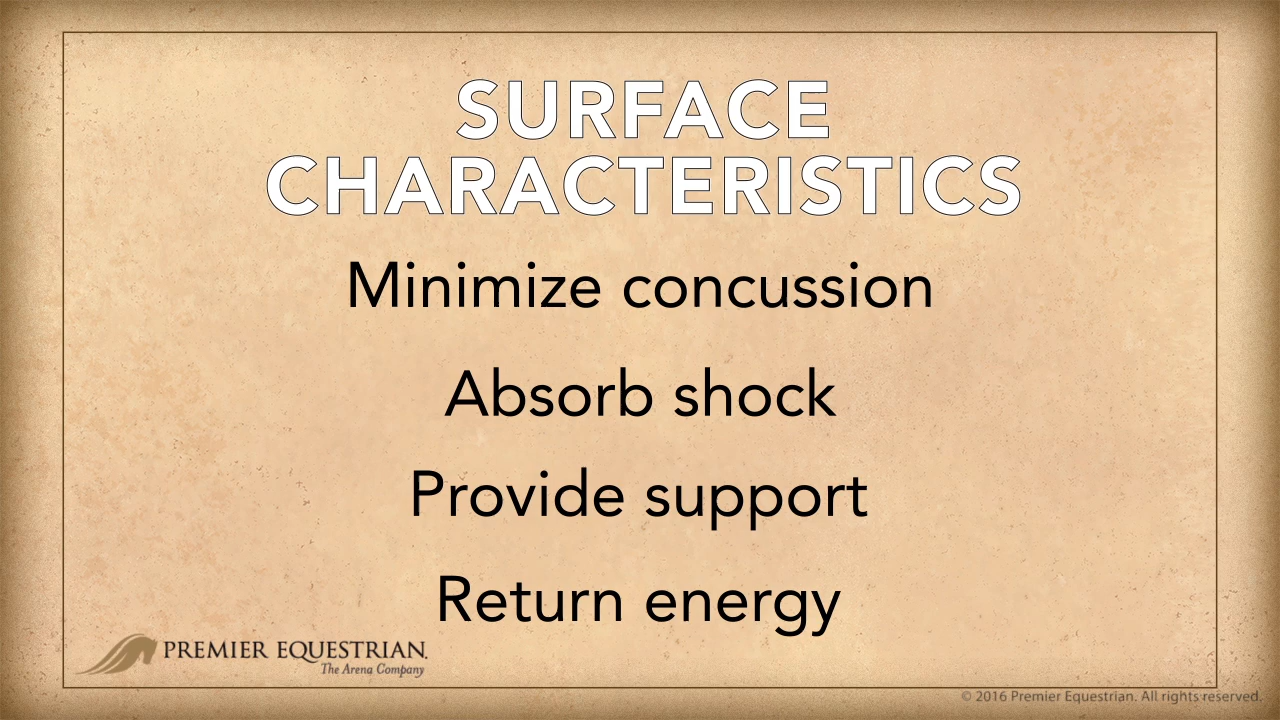 SURFACE
CHARACTERISTICS
Minimize concussion
Absorb shock
Provide support
Return energy
PREMIER EQUESTRIAN.
The Arena Company
© 2016 Premier Equestrian. All rights reserved.